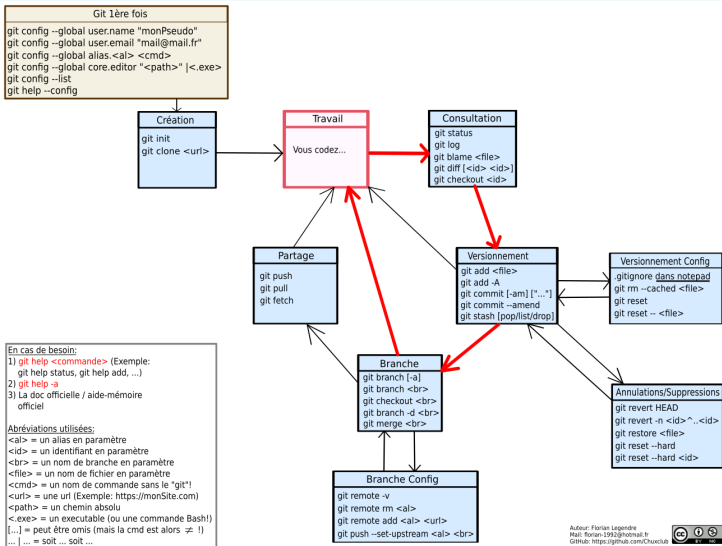 Git 1ère fois
git config --global user.name "monPseudo"
git config --global user.email "mail@mail.fr"
git config --global alias.<al> <cmd>
git config --global core.editor "<path>" |<.exe>
git config --list
git help --config
Création
git init
git clone <url>
Travail
Vous codez...
Consultation
git status
git log
git blame <file>
git diff [<id> <id>]
git checkout <id>
Partage
git push
git pull
git fetch
Versionnement
git add <file>
git add -A
git commit [-am] ["..."]
git commit --amend
git stash [pop/list/drop]
Versionnement Config
.gitignore dans notepad
git rm --cached <file>
git reset
git reset -- <file>
Branche
git branch [-a]
git branch <br>
git checkout <br>
git branch -d <br>
git merge <br>
Annulations/Suppressions
git revert HEAD
git revert -n <id>^..<id>
git restore <file>
git reset --hard
git reset --hard <id>
Branche Config
git remote -v
git remote rm <al>
git remote add <al> <url>
git push --set-upstream <al> <br>
En cas de besoin:
1) git help <commande> (Exemple:
git help status, git help add, ...)
2) git help -a
3) La doc officielle / aide-mémoire
officiel
Abréviations utilisées:
<al> = un alias en paramètre
<id> = un identifiant en paramètre
<br> = un nom de branche en paramètre
<file> = un nom de fichier en paramètre
<cmd> = un nom de commande sans le "git"!
<url> = une url (Exemple: https://monSite.com)
<path> = un chemin absolu
<.exe> = un executable (ou une commande Bash!)
[...] = peut être omis (mais la cmd est alors ≠ !)
... | ... = soit ... soit ...
Auteur: Florian Legendre
Mail: florian-1992@hotmail.fr
GitHub: https://github.com/Chuxclub
cc
BY NC